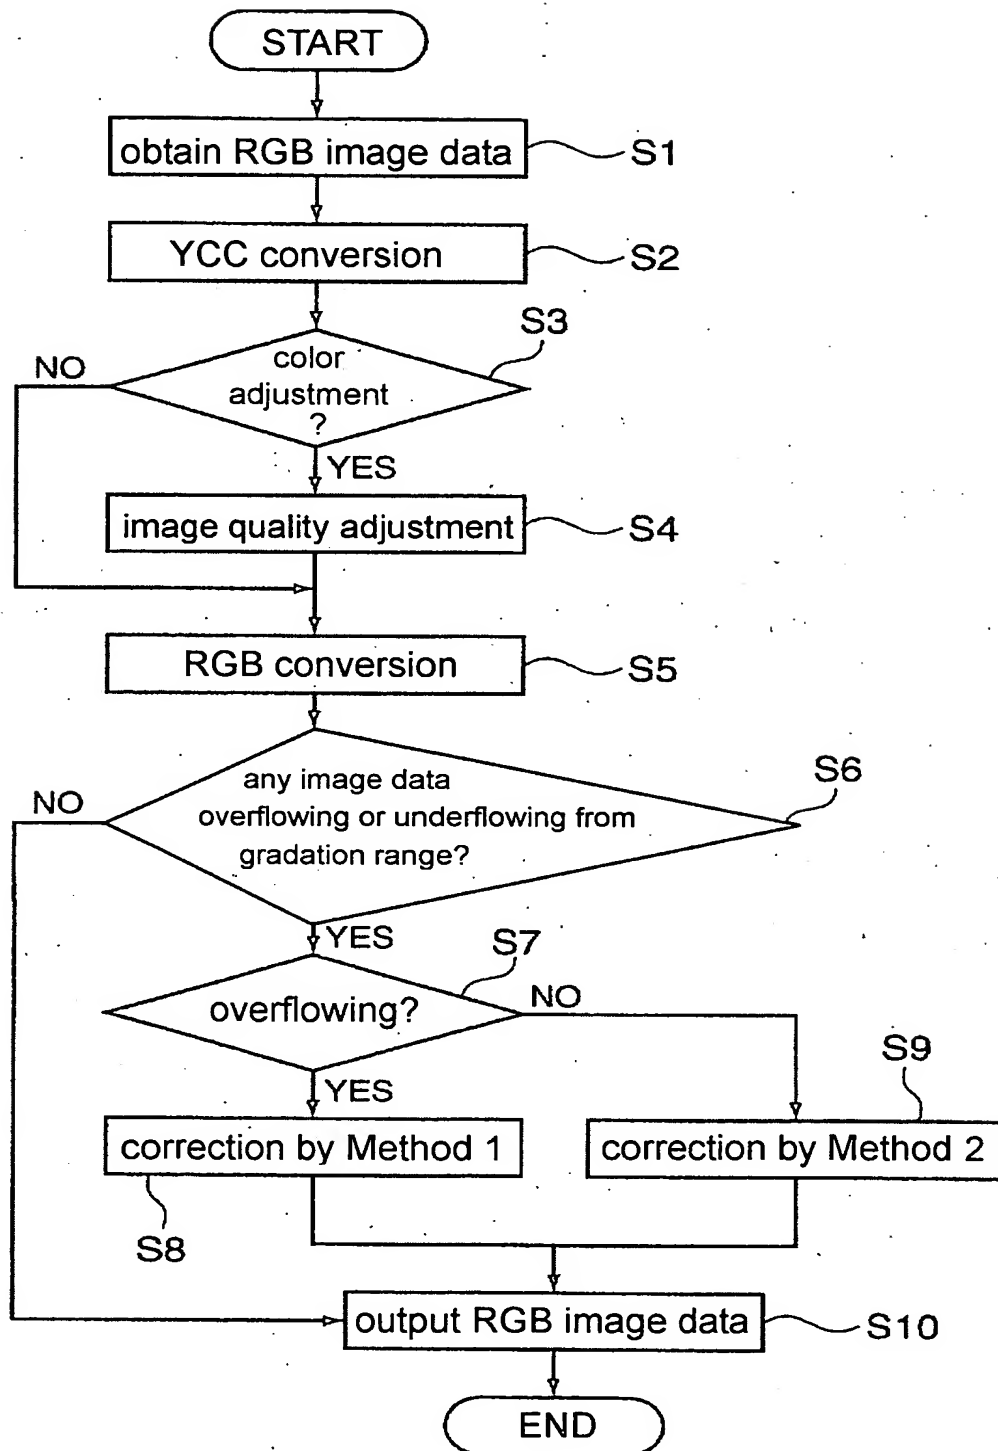 START
obtain RGB image data
S1
YCC conversion
S2
S3
color
adjustment
?
NO
YES
image quality adjustment
S4
RGB conversion
S5
S6
any image data
overflowing or underflowing from
gradation range?
NO
YES
S7
overflowing?
NO
YES
S9
correction by Method 1
correction by Method 2
S8
output RGB image data
S10
END